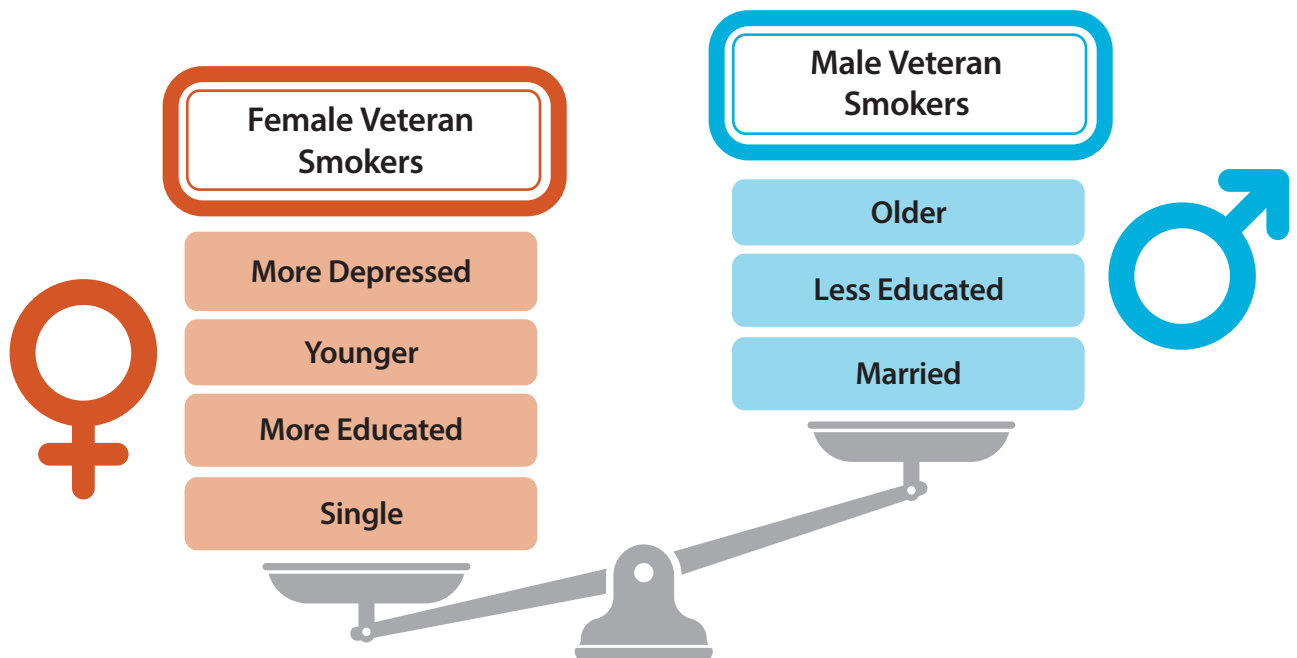 Female Veteran
Smokers
More Depressed
Younger
More Educated
Single
Male Veteran
Smokers
Older
Less Educated
Married